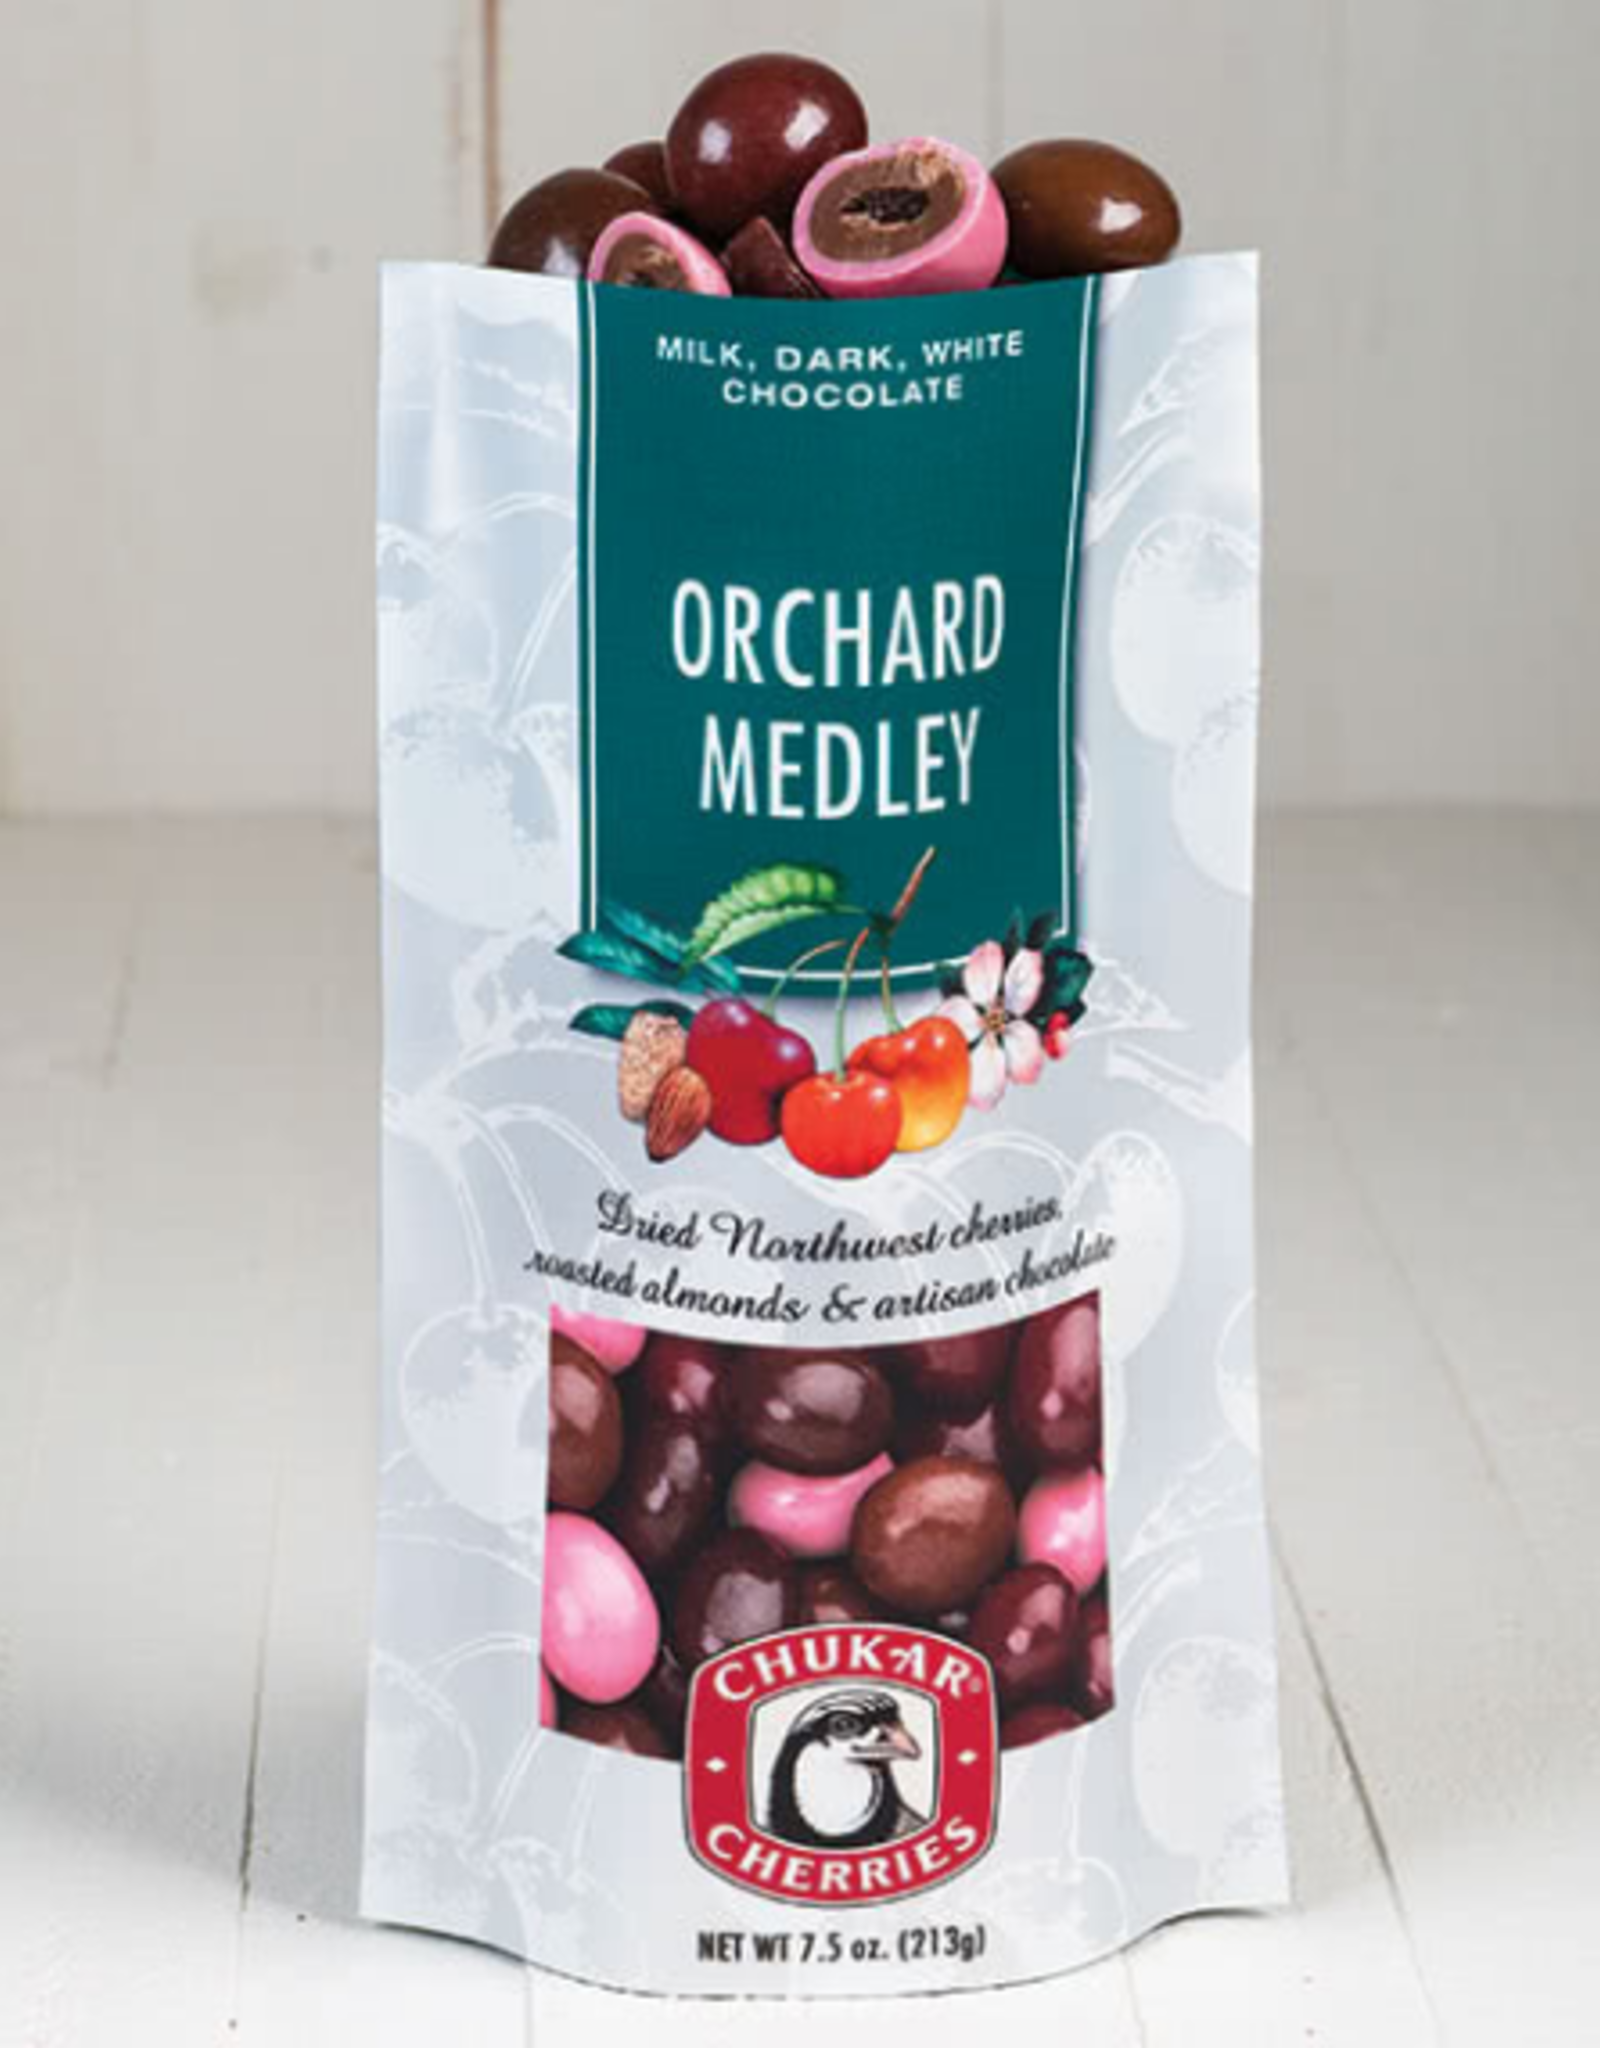 MILK, DARK, WHITE
CHOCOLATE
ORCHARD
MEDLEY
Dried Northwest cherries,
roasted almonds & artisan chocolate
CHUKAR®
CHERRIES
NET WT 7.5 oz. (213g)